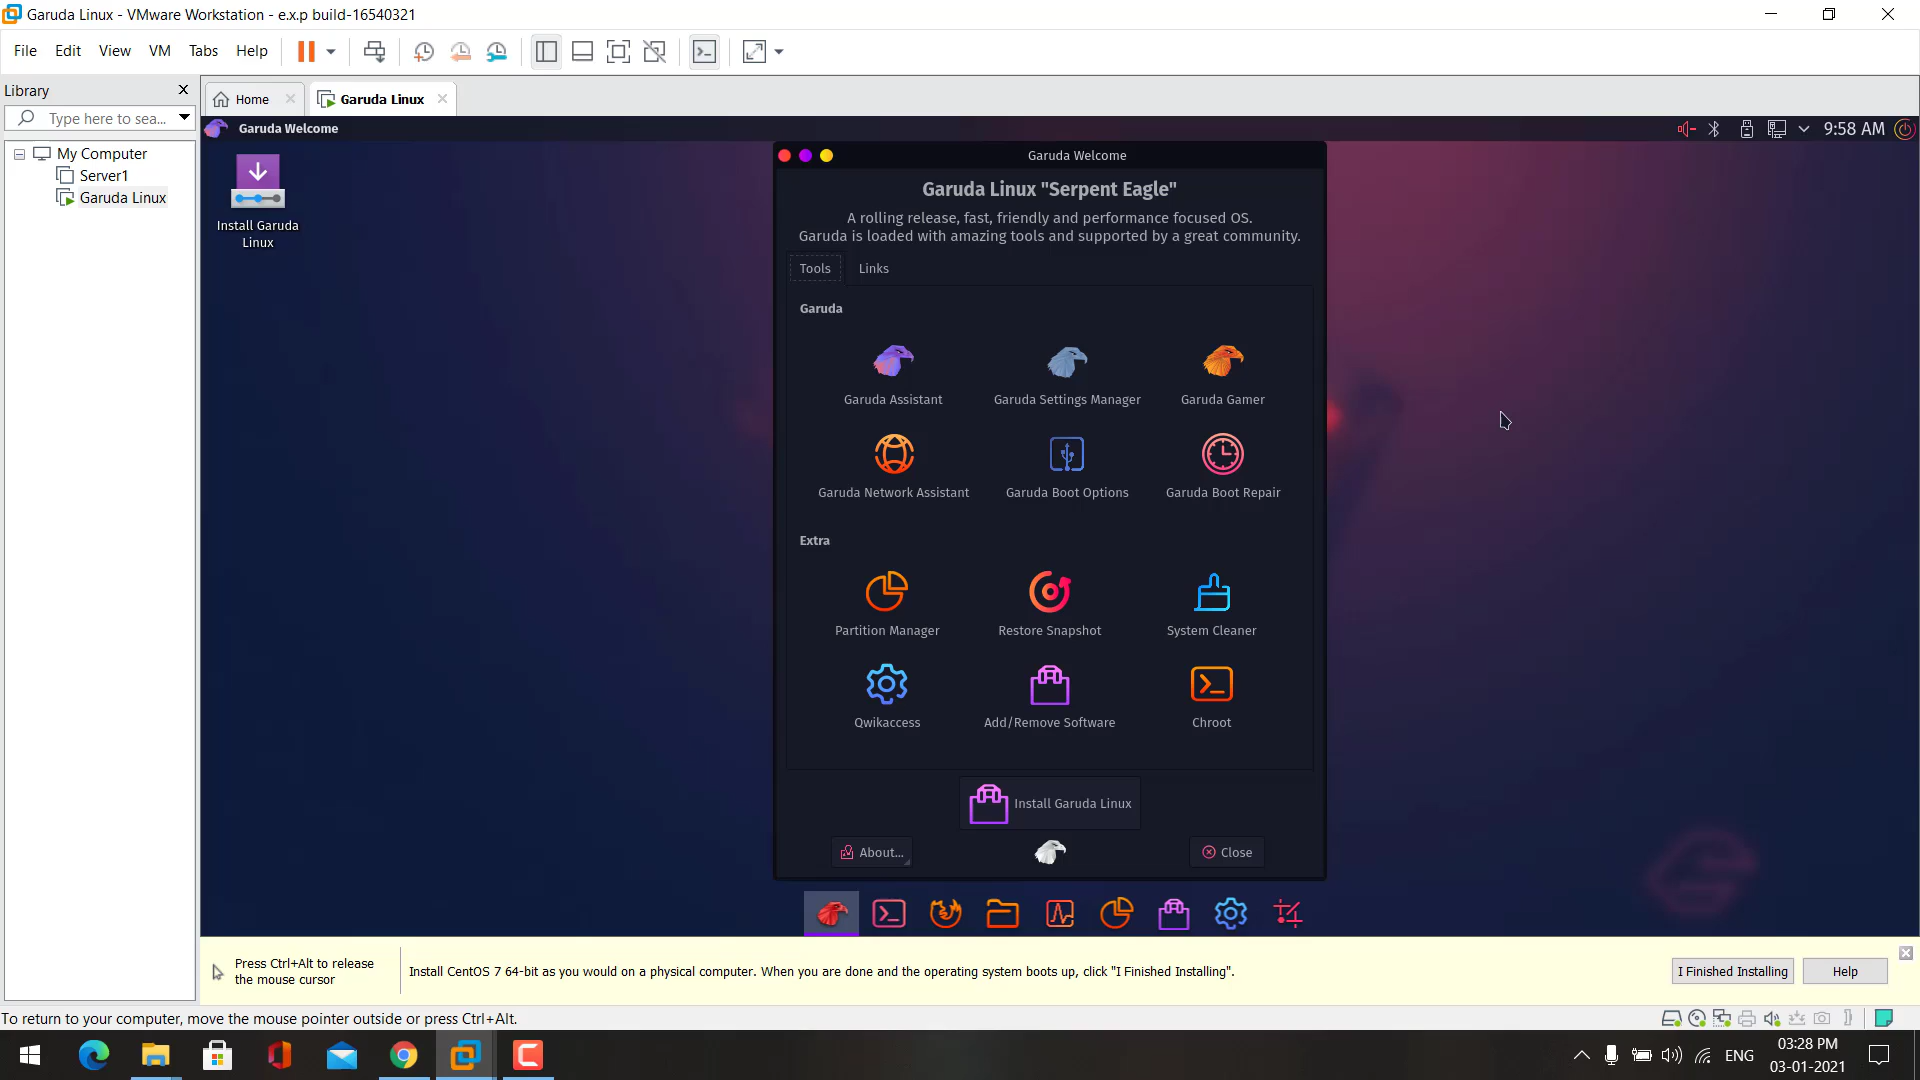 Garuda Linux - VMware Workstation - e.x.p build-16540321
File Edit View VM Tabs Help
Library
Type here to sea...
My Computer
Server1
Garuda Linux
Home
Garuda Linux
Garuda Welcome
9:58 AM
Install Garuda
Linux
Garuda Welcome
Garuda Linux "Serpent Eagle"
A rolling release, fast, friendly and performance focused OS.
Garuda is loaded with amazing tools and supported by a great community.
Tools Links
Garuda
Garuda Assistant Garuda Settings Manager Garuda Gamer
Garuda Network Assistant Garuda Boot Options Garuda Boot Repair
Extra
Partition Manager Restore Snapshot System Cleaner
Qwikaccess Add/Remove Software Chroot
Install Garuda Linux
About... Close
Press Ctrl+Alt to release
the mouse cursor
Install CentOS 7 64-bit as you would on a physical computer. When you are done and the operating system boots up, click "I Finished Installing".
I Finished Installing Help
To return to your computer, move the mouse pointer outside or press Ctrl+Alt.
ENG
03:28 PM
03-01-2021